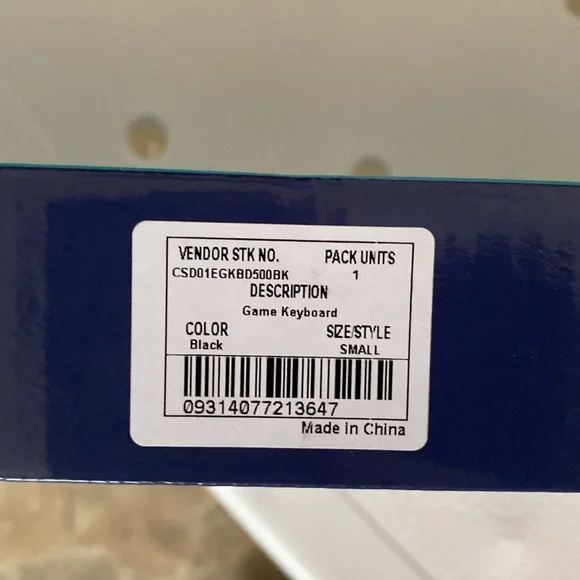 VENDOR STK NO. PACK UNITS
CSD01EGKBD500BK 1
DESCRIPTION
Game Keyboard
COLOR SIZE/STYLE
Black SMALL
09314077213647
Made in China